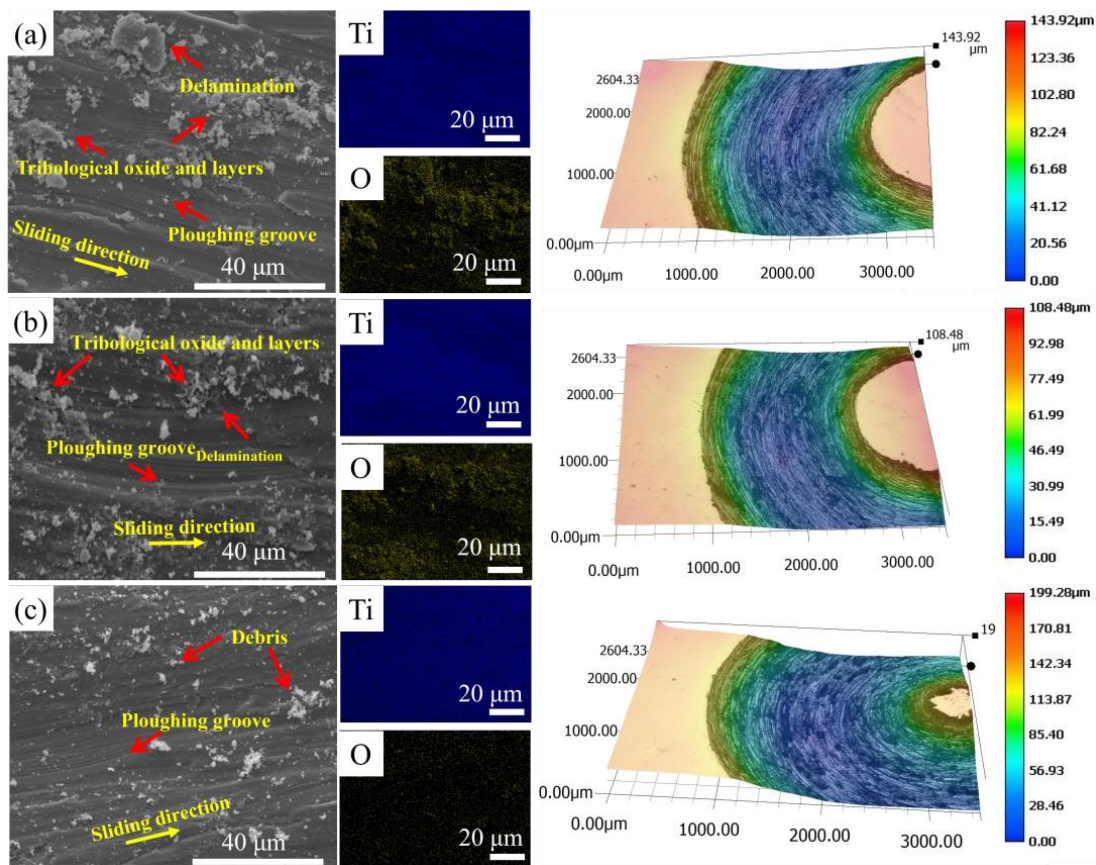 (a)
Delamination
Tribological oxide and layers
Ploughing groove
Sliding direction
40 μm
Ti
20 μm
O
20 μm
143.92
μm
2604.33
2000.00
1000.00
0.00μm
0.00μm
1000.00
2000.00
3000.00
143.92μm
123.36
102.80
82.24
61.68
41.12
20.56
0.00
(b)
Tribological oxide and layers
Ploughing groove
Delamination
Sliding direction
40 μm
Ti
20 μm
O
20 μm
108.48
μm
2604.33
2000.00
1000.00
0.00μm
0.00μm
1000.00
2000.00
3000.00
108.48μm
92.98
77.49
61.99
46.49
30.99
15.49
0.00
(c)
Debris
Ploughing groove
Sliding direction
40 μm
Ti
20 μm
O
20 μm
19
2604.33
2000.00
1000.00
0.00μm
0.00μm
1000.00
2000.00
3000.00
199.28μm
170.81
142.34
113.87
85.40
56.93
28.46
0.00